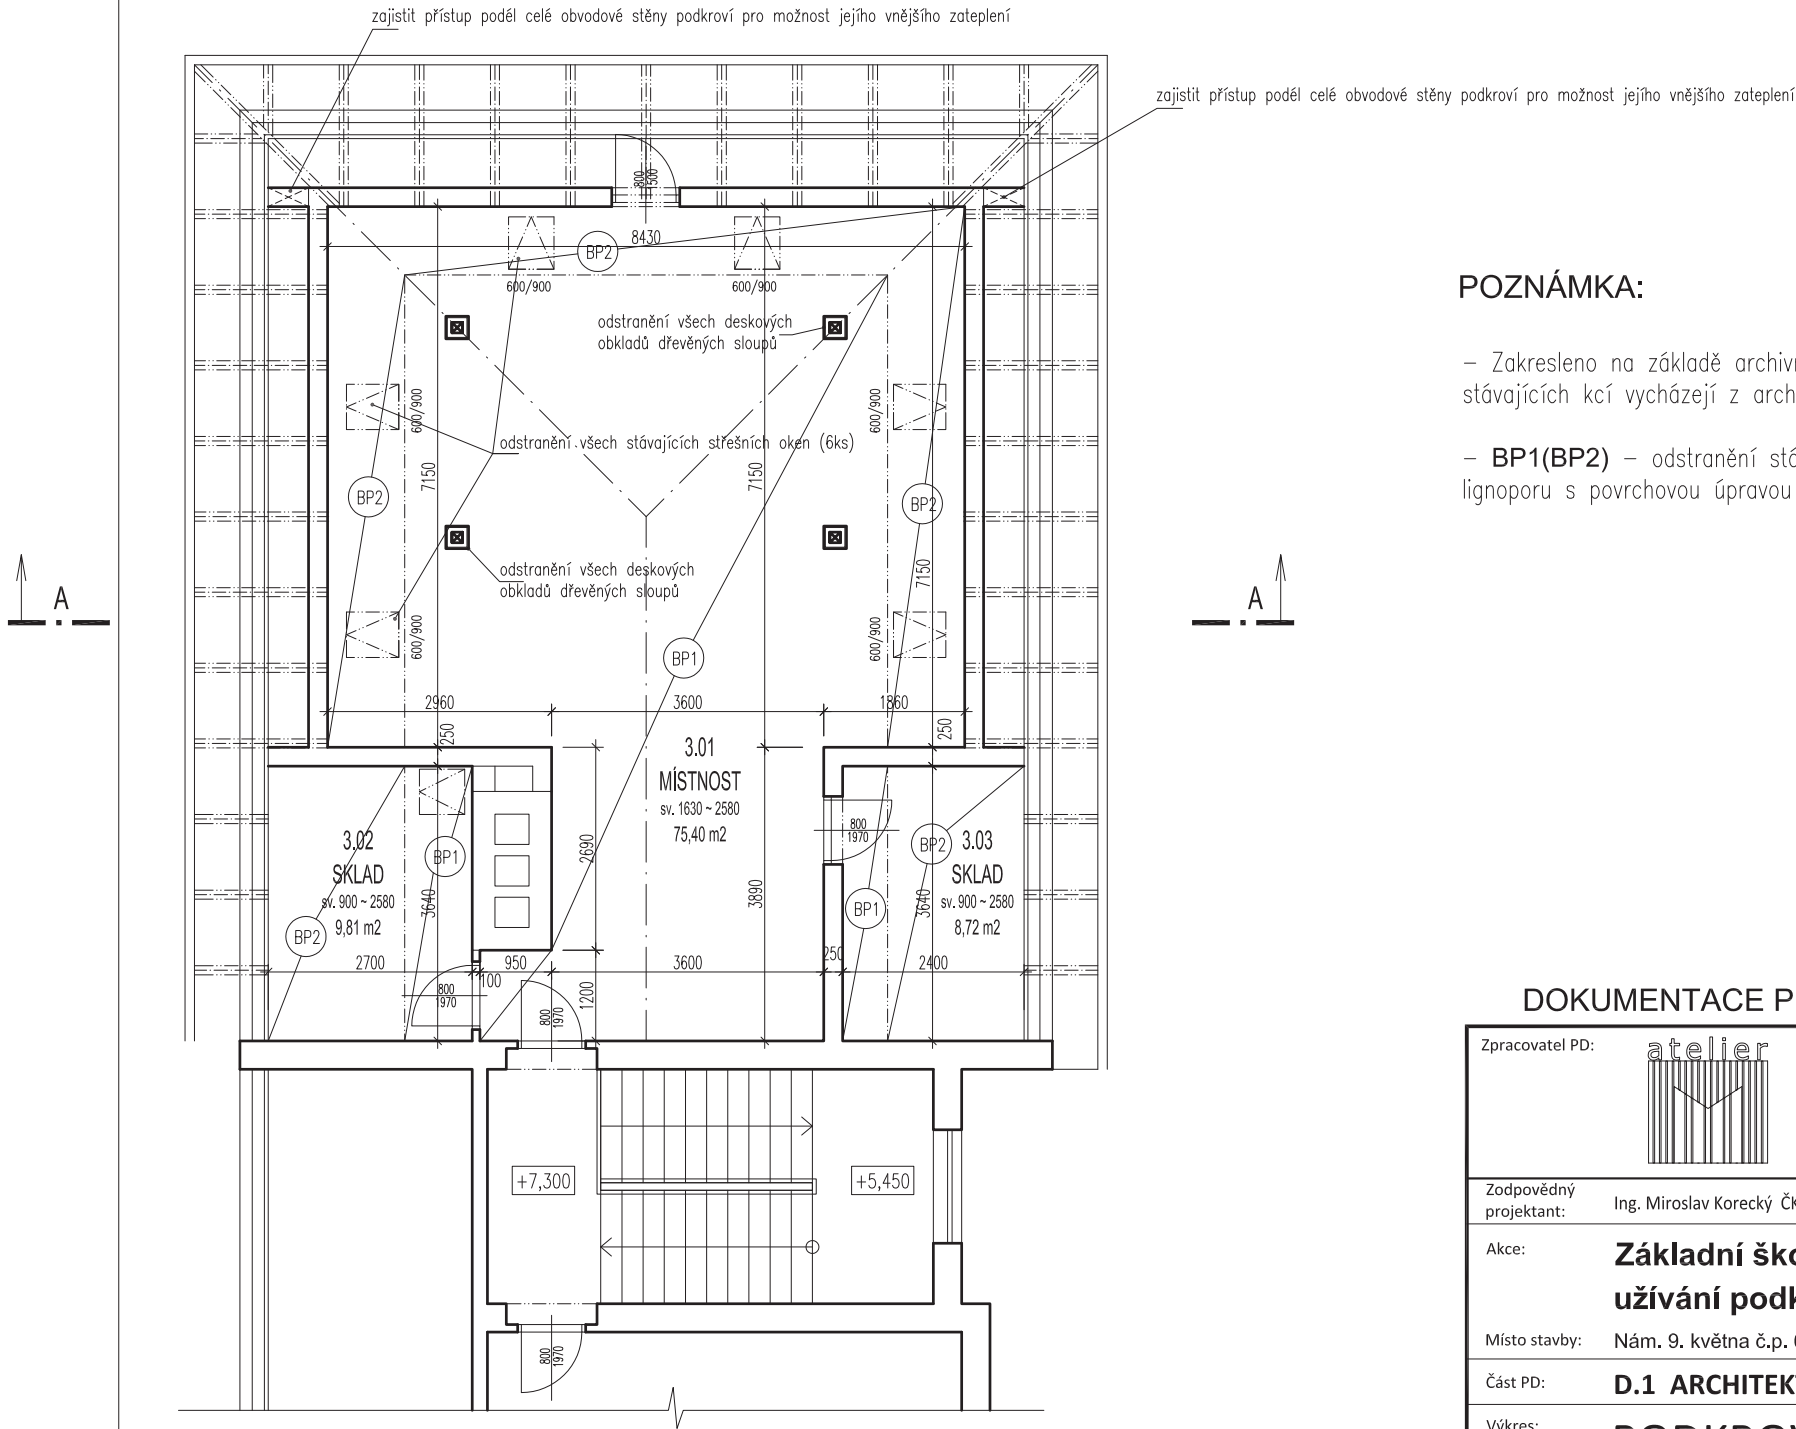 zajistit přístup podél celé obvodové stěny podkroví pro možnost jejího vnějšího zateplení
zajistit přístup podél celé obvodové stěny podkroví pro možnost jejího vnějšího zateplení
800
1500
8430
BP2
600/900
600/900
odstranění všech deskových
obkladů dřevěných sloupů
600/900
600/900
odstranění všech stávajících střešních oken (6ks)
7150
7150
BP2
BP2
7150
odstranění všech deskových
obkladů dřevěných sloupů
600/900
600/900
A
A
BP1
2960
3600
1860
250
250
3.01
MÍSTNOST
sv. 1630 ~ 2580
75,40 m2
3.02
SKLAD
sv. 900 ~ 2580
9,81 m2
BP1
BP2
3640
2690
3890
800
1970
BP2
3.03
SKLAD
sv. 900 ~ 2580
8,72 m2
BP1
3640
2700
100
950
3600
250
2400
800
1970
800
1970
1200
+7,300
+5,450
800
1970
POZNÁMKA:
– Zakresleno na základě
stávajících kcí vycházejí z
– BP1(BP2) – odstranění
lignoporu s povrchovou úpravou
DOKUMENTACE P
Zpracovatel PD:
atelier
Zodpovědný
projektant:
Ing. Miroslav Korecký ČK
Akce:
Základní ško
užívání podk
Místo stavby:
Nám. 9. května č.p.
Část PD:
D.1 ARCHITEK
Výkres: